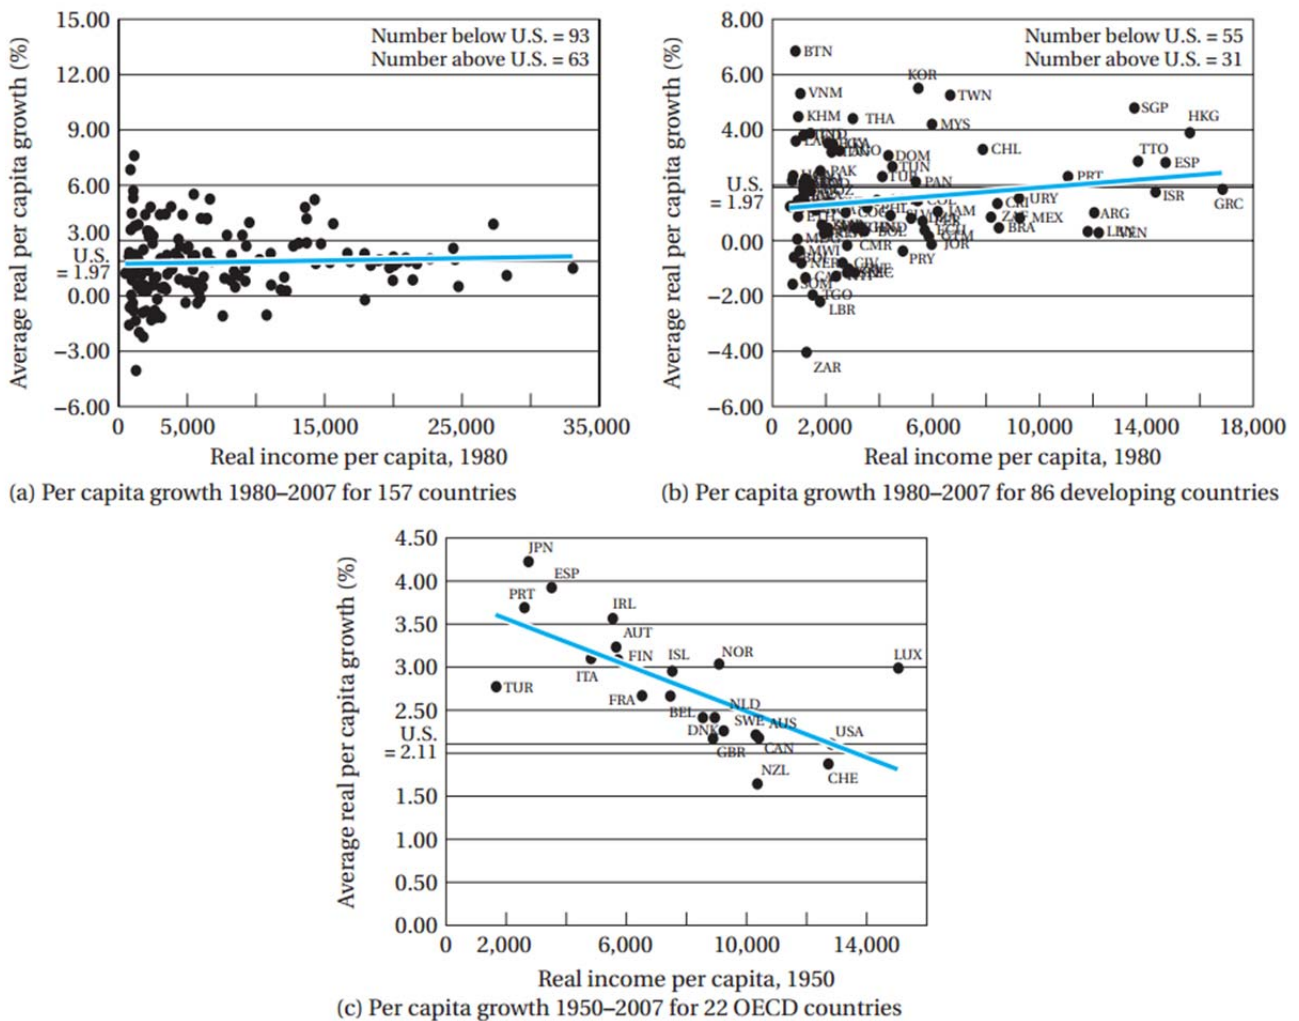 Average real per capita growth (%)
15.00
12.00
9.00
6.00
3.00
U.S.
= 1.97
0.00
−3.00
−6.00
Number below U.S. = 93
Number above U.S. = 63
0 5,000 15,000 25,000 35,000
Real income per capita, 1980
(a) Per capita growth 1980–2007 for 157 countries
Average real per capita growth (%)
8.00
6.00
4.00
U.S.
= 1.97
0.00
−2.00
−4.00
−6.00
Number below U.S. = 55
Number above U.S. = 31
BTN
KOR
VNM
TWN
SGP
HKG
KHM
THA
MYS
CHL
TTO
ESP
DOM
TUN
PAK
TUR
PAN
PRT
ISR
GRC
URY
JAM
MEX
ARG
BRA
VEN
CMR
JOR
MWI
PRY
SOM
TGO
LBR
ZAR
0 2,000 6,000 10,000 14,000 18,000
Real income per capita, 1980
(b) Per capita growth 1980–2007 for 86 developing countries
Average real per capita growth (%)
4.50
4.00
3.50
3.00
2.50
U.S.
= 2.11
1.50
1.00
0.50
0.00
JPN
ESP
PRT
IRL
AUT
FIN
ISL
NOR
LUX
ITA
TUR
FRA
BEL
NLD
DNK
SWE
AUS
USA
GBR
CAN
NZL
CHE
0 2,000 6,000 10,000 14,000
Real income per capita, 1950
(c) Per capita growth 1950–2007 for 22 OECD countries